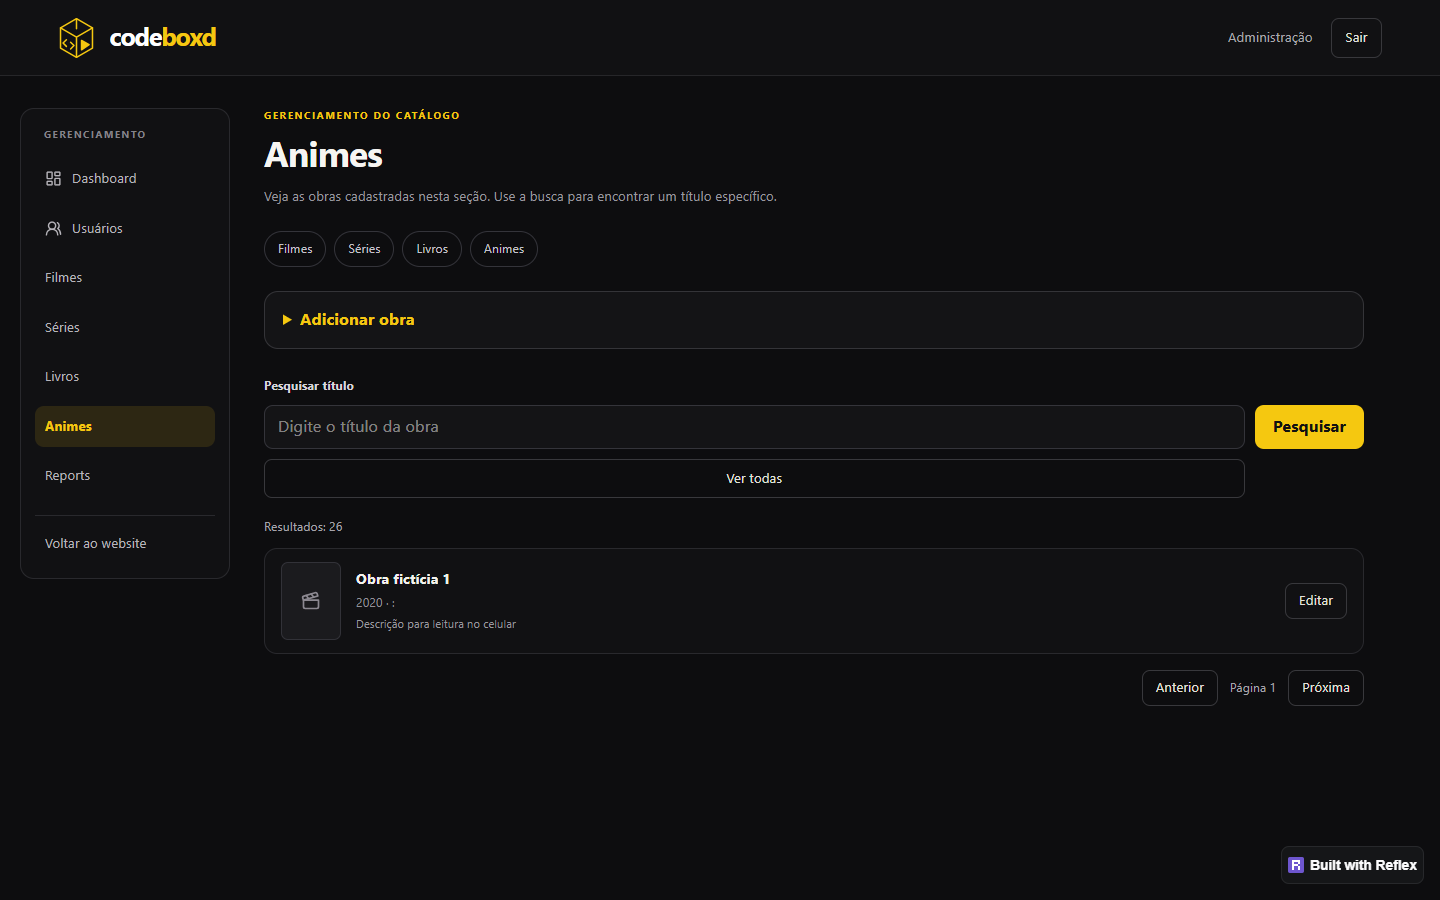 codeboxd
Administração
Sair
GERENCIAMENTO
Dashboard
Usuários
Filmes
Séries
Livros
Animes
Reports
Voltar ao website
GERENCIAMENTO DO CATÁLOGO
Animes
Veja as obras cadastradas nesta seção. Use a busca para encontrar um título específico.
Filmes
Séries
Livros
Animes
Adicionar obra
Pesquisar título
Digite o título da obra
Pesquisar
Ver todas
Resultados: 26
Obra fictícia 1
2020 · :
Descrição para leitura no celular
Editar
Anterior
Página 1
Próxima
Built with Reflex